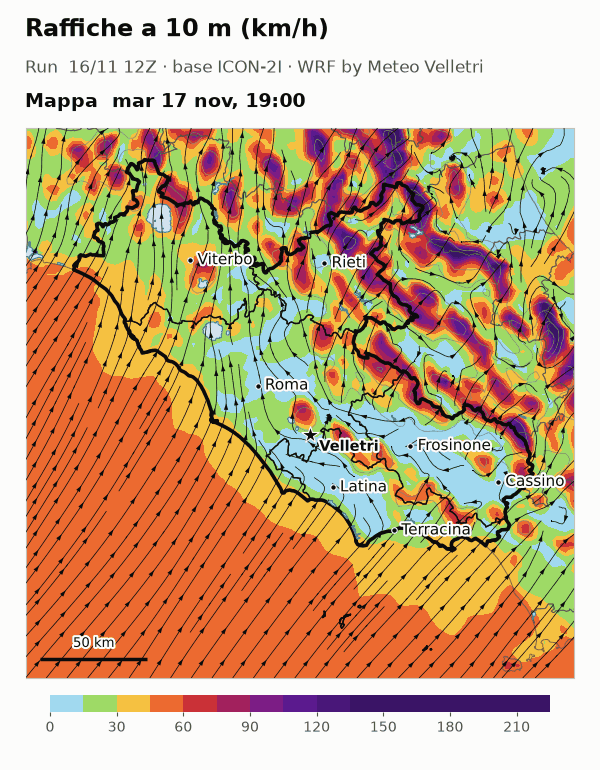 Raffiche a 10 m (km/h)
Run  16/11 12Z · base ICON-2I · WRF by Meteo Velletri
Mappa  mar 17 nov, 19:00
Viterbo
Rieti
Roma
Velletri
Frosinone
Latina
Cassino
Terracina
50 km
0 30 60 90 120 150 180 210